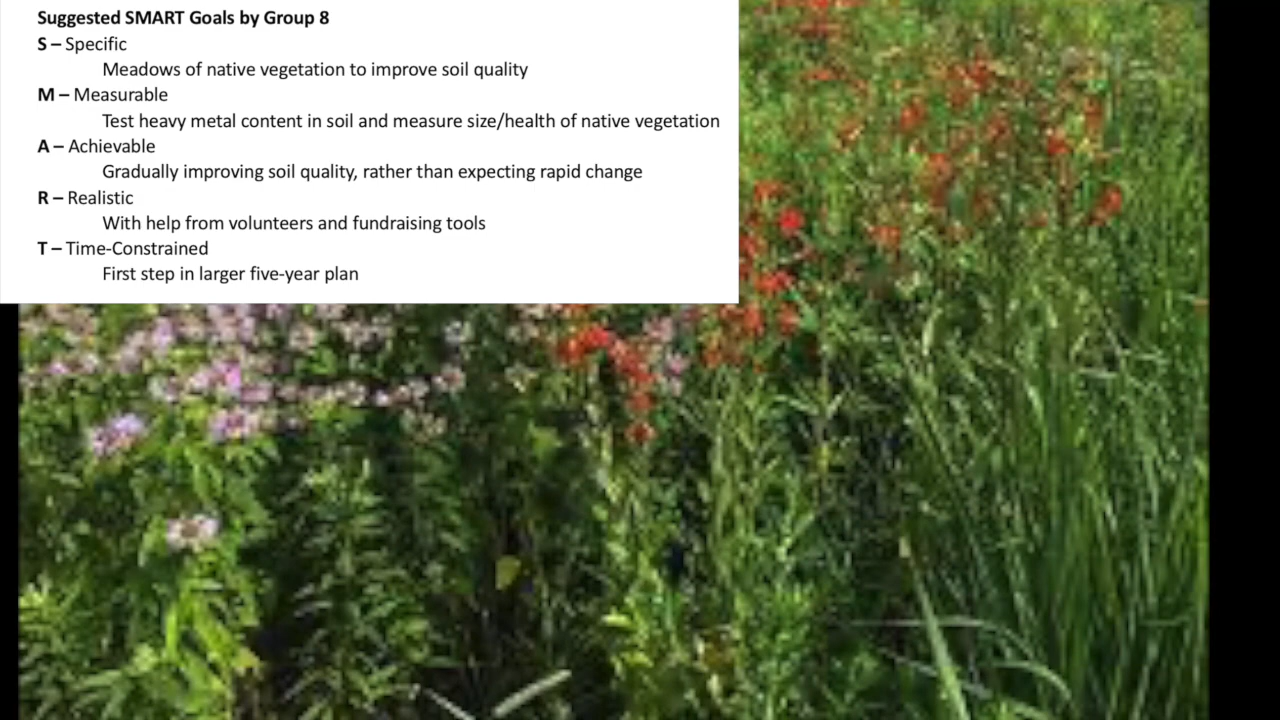 Suggested SMART Goals by Group 8
S – Specific
Meadows of native vegetation to improve soil quality
M – Measurable
Test heavy metal content in soil and measure size/health of native vegetation
A – Achievable
Gradually improving soil quality, rather than expecting rapid change
R – Realistic
With help from volunteers and fundraising tools
T – Time-Constrained
First step in larger five-year plan